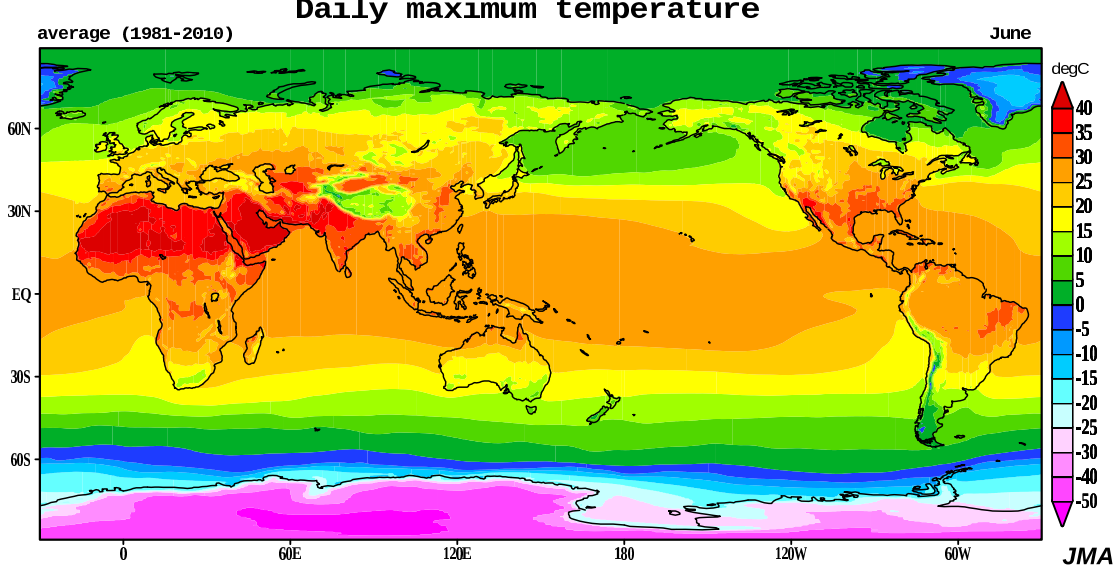 Daily maximum temperature
average (1981-2010) June
degC
40
35
30
25
20
15
10
5
0
-5
-10
-15
-20
-25
-30
-40
-50
60N
30N
EQ
30S
60S
0 60E 120E 180 120W 60W
JMA